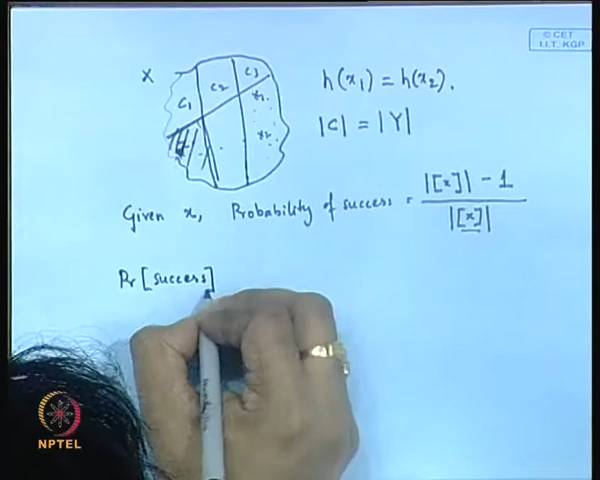 © CET
I.I.T. KGP
X
C1 C2 C3
x1
x2
h(x1) = h(x2).
|C| = |Y|
Given x, Probability of success = |[x]| - 1 / |[x]|
Pr [success]
NPTEL